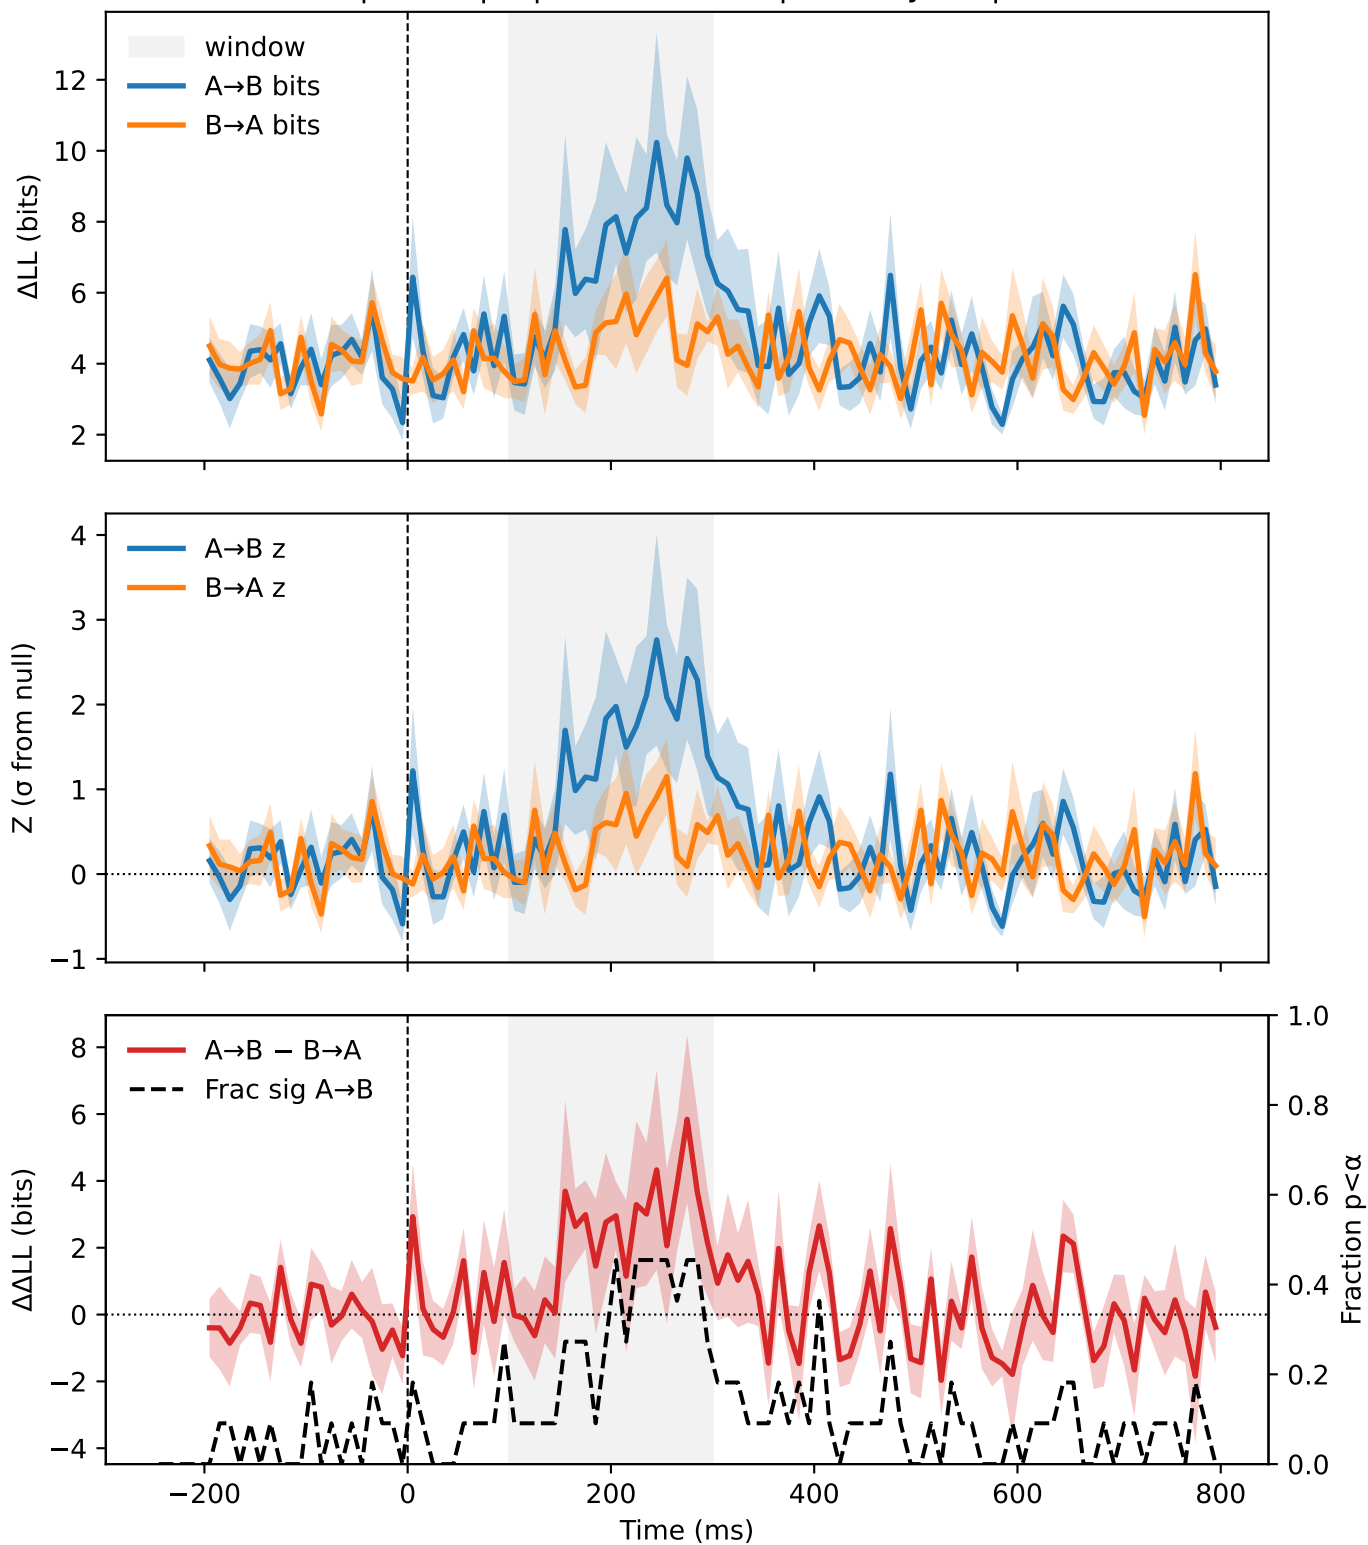 window
A→B bits
B→A bits
ΔLL (bits)
12
10
8
6
4
2
A→B z
B→A z
Z (σ from null)
4
3
2
1
0
−1
A→B − B→A
Frac sig A→B
ΔΔLL (bits)
8
6
4
2
0
−2
−4
1.0
0.8
0.6
0.4
0.2
0.0
Fraction p<α
−200
0
200
400
600
800
Time (ms)